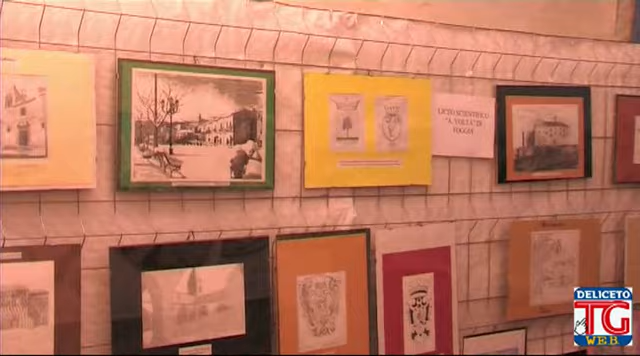 LICEO SCIENTIFICO
"A. VOLTA" DI
FOGGIA
DELICETO
TG
WEB